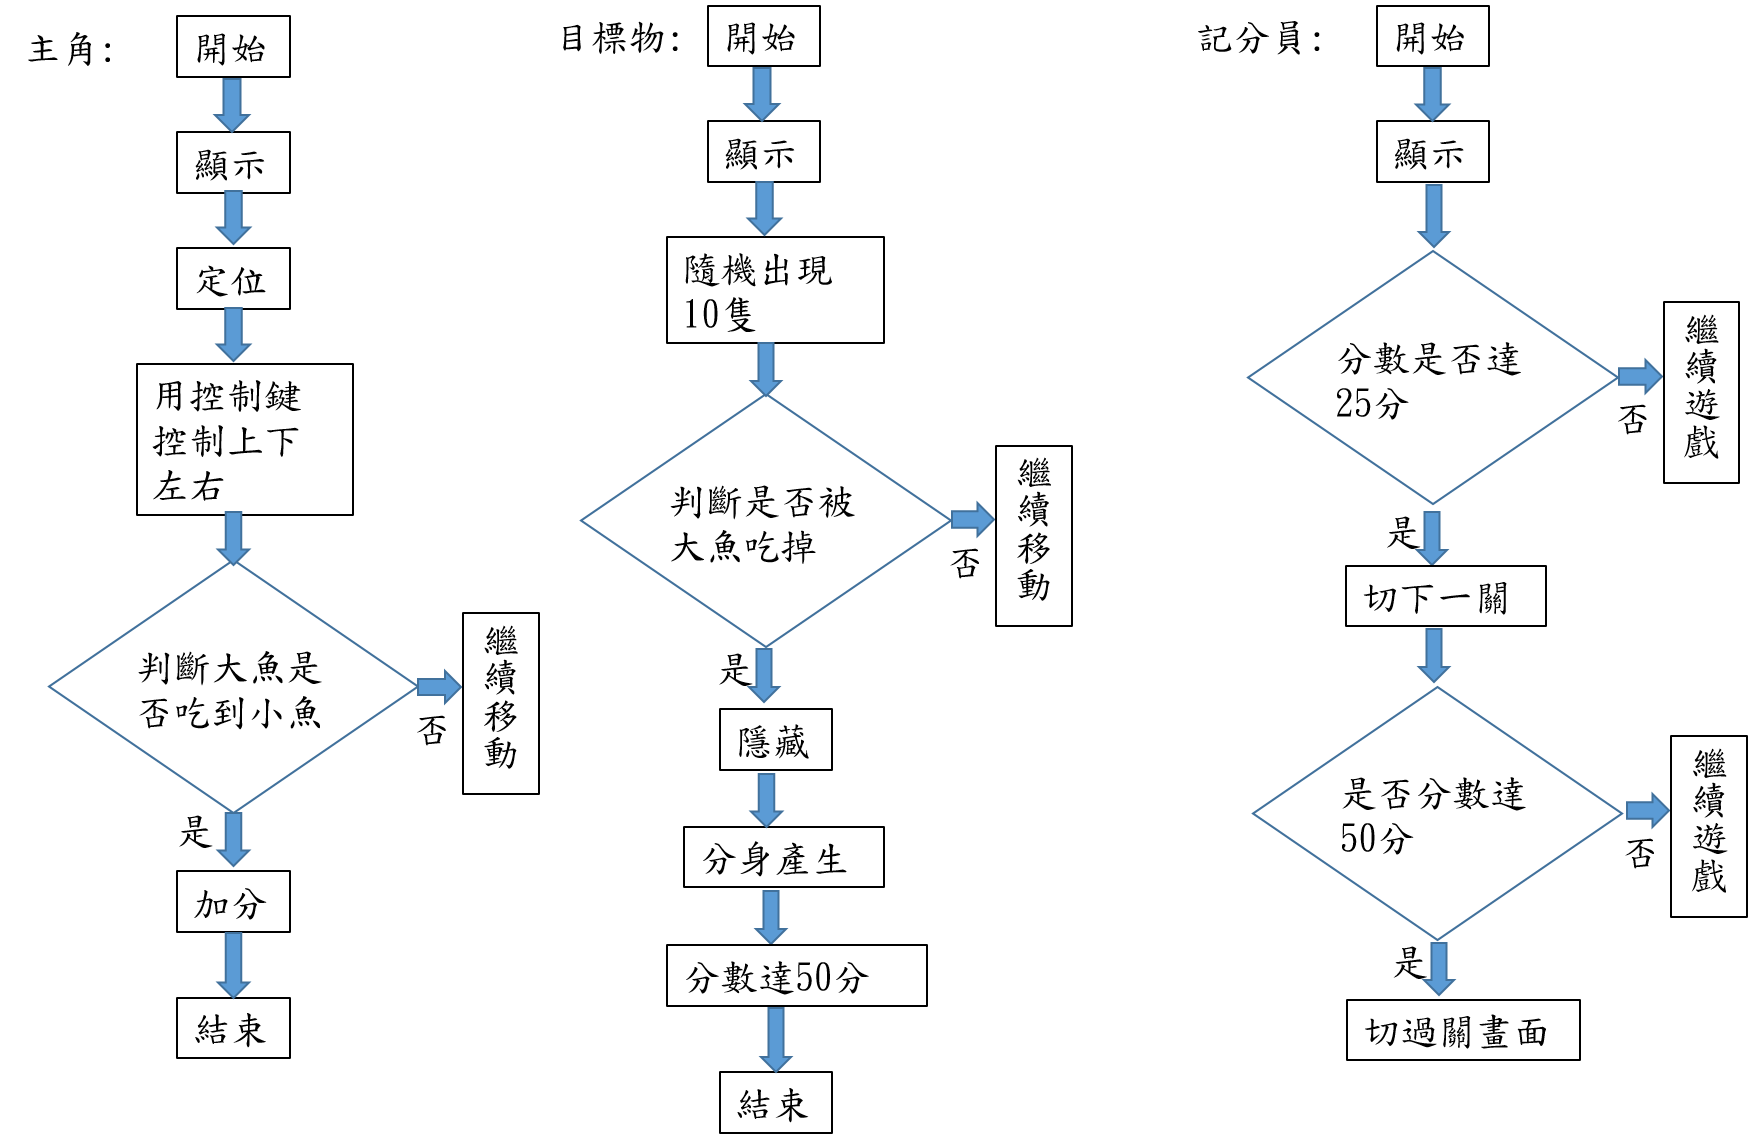 主角:
開始
顯示
定位
用控制鍵
控制上下
左右
判斷大魚是
否吃到小魚
否
繼續移動
是
加分
結束
目標物:
開始
顯示
隨機出現
10隻
判斷是否被
大魚吃掉
否
繼續移動
是
隱藏
分身產生
分數達50分
結束
記分員:
開始
顯示
分數是否達
25分
否
繼續遊戲
是
切下一關
是否分數達
50分
否
繼續遊戲
是
切過關畫面